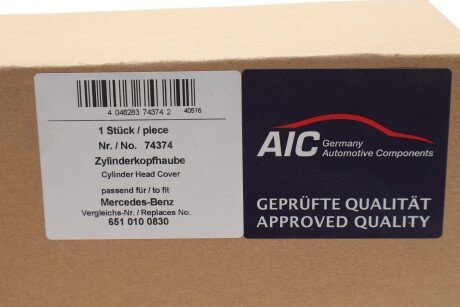 4 046283 74374 2
40516
1 Stück / piece
Nr. / No. 74374
Zylinderkopfhaube
Cylinder Head Cover
passend für / to fit
Mercedes-Benz
Vergleichs-Nr. / Replaces No.
651 010 0830
AIC Germany
Automotive Components
GEPRÜFTE QUALITÄT
APPROVED QUALITY